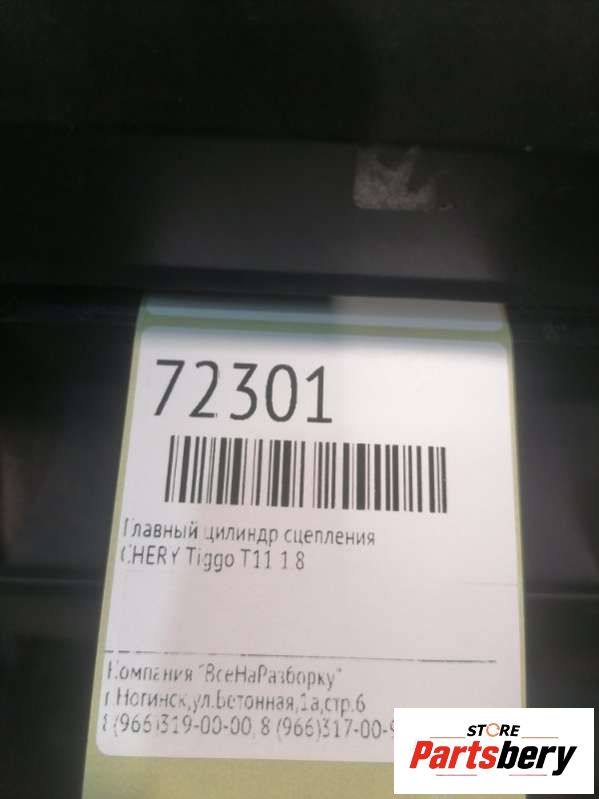 72301
Главный цилиндр сцепления
CHERY Tiggo T11 1.8
Компания "ВсеНаРазборку"
г.Ногинск,ул.Бетонная,1а,стр.6
8 (966)319-00-00, 8 (966)317-00-
STORE
Partsbery